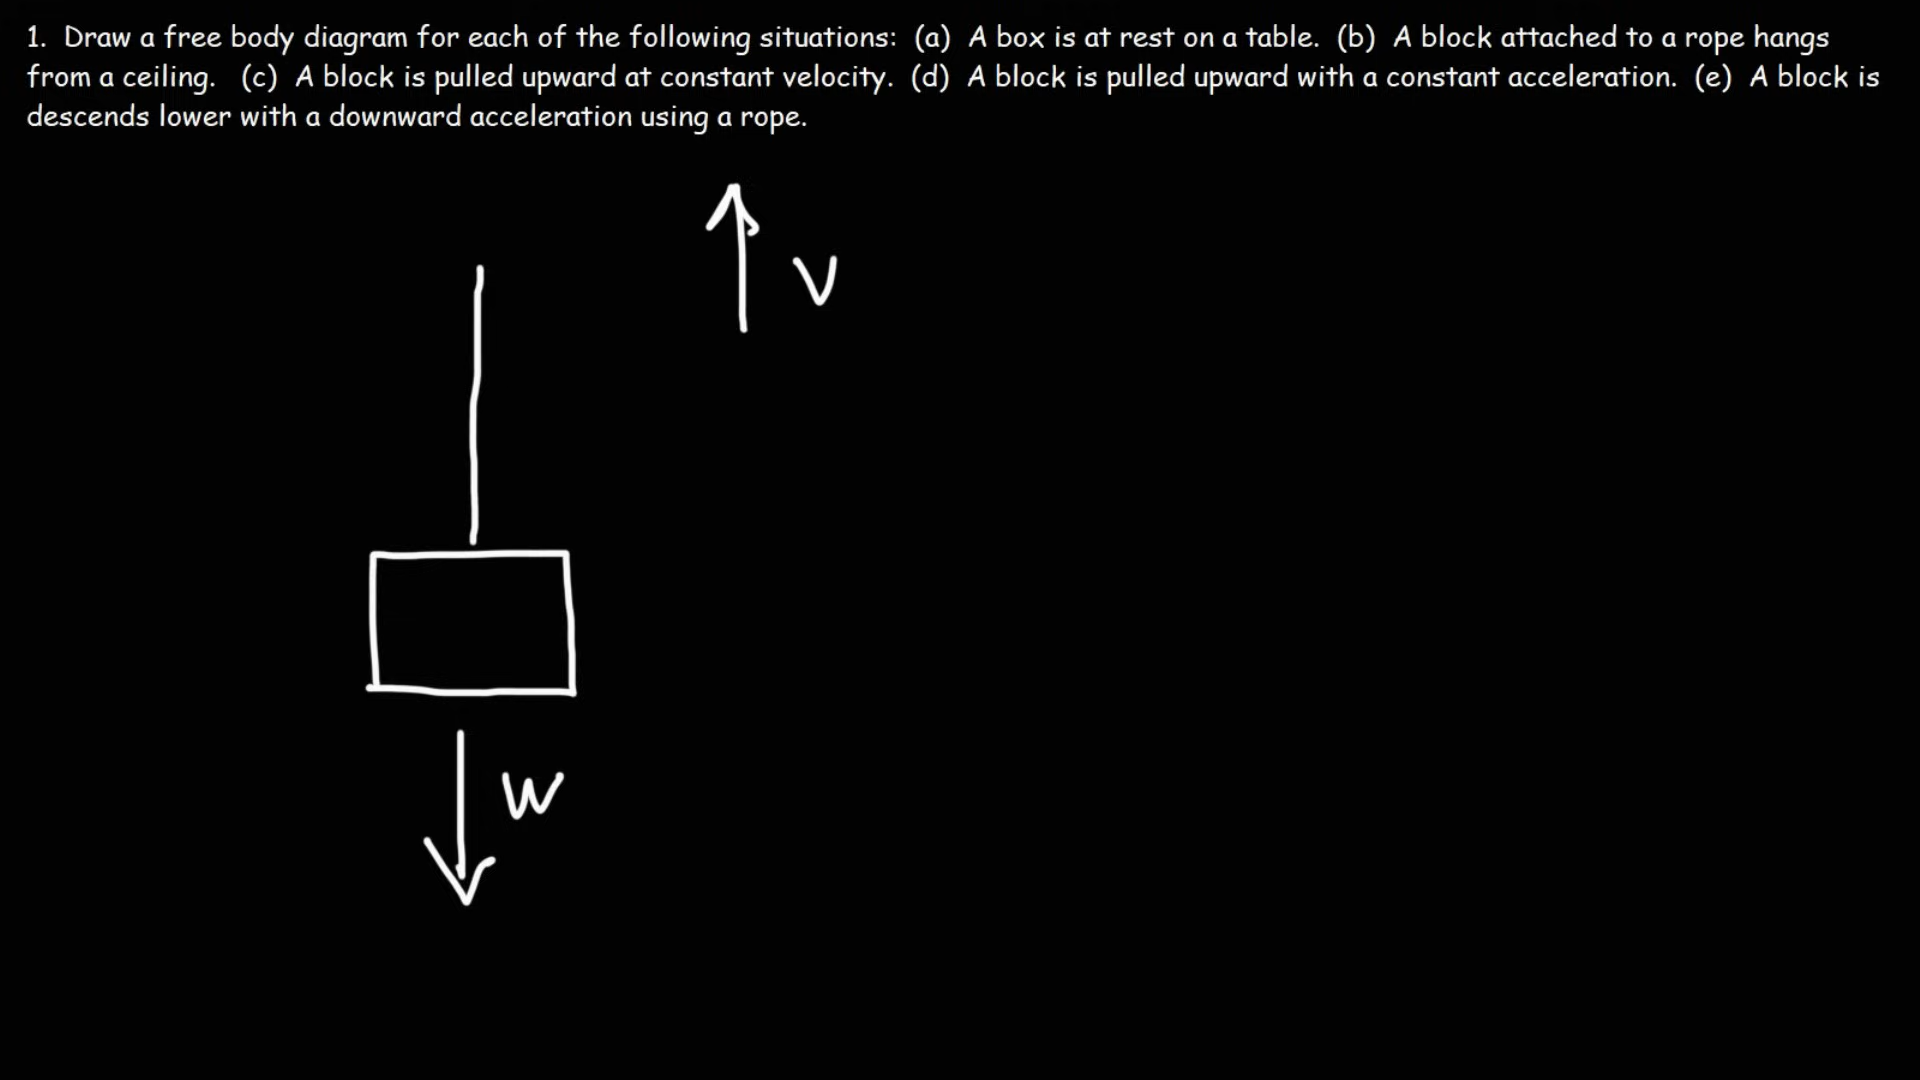 1. Draw a free body diagram for each of the following situations: (a) A box is at rest on a table. (b) A block attached to a rope hangs
from a ceiling. (c) A block is pulled upward at constant velocity. (d) A block is pulled upward with a constant acceleration. (e) A block is
descends lower with a downward acceleration using a rope.
V
W